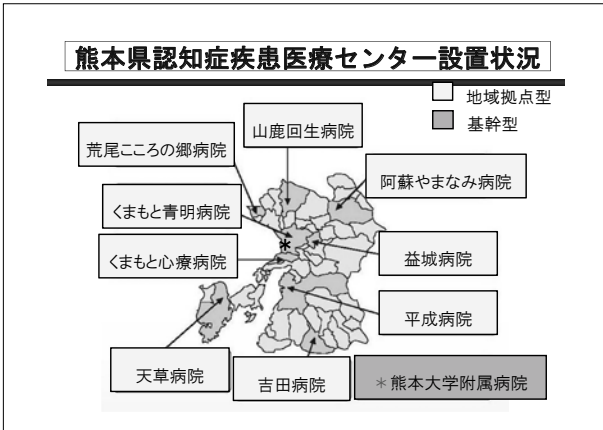 熊本県認知症疾患医療センター設置状況
地域拠点型
基幹型
山鹿回生病院
荒尾こころの郷病院
阿蘇やまなみ病院
くまもと青明病院
*
くまもと心療病院
益城病院
平成病院
天草病院
吉田病院
*熊本大学附属病院